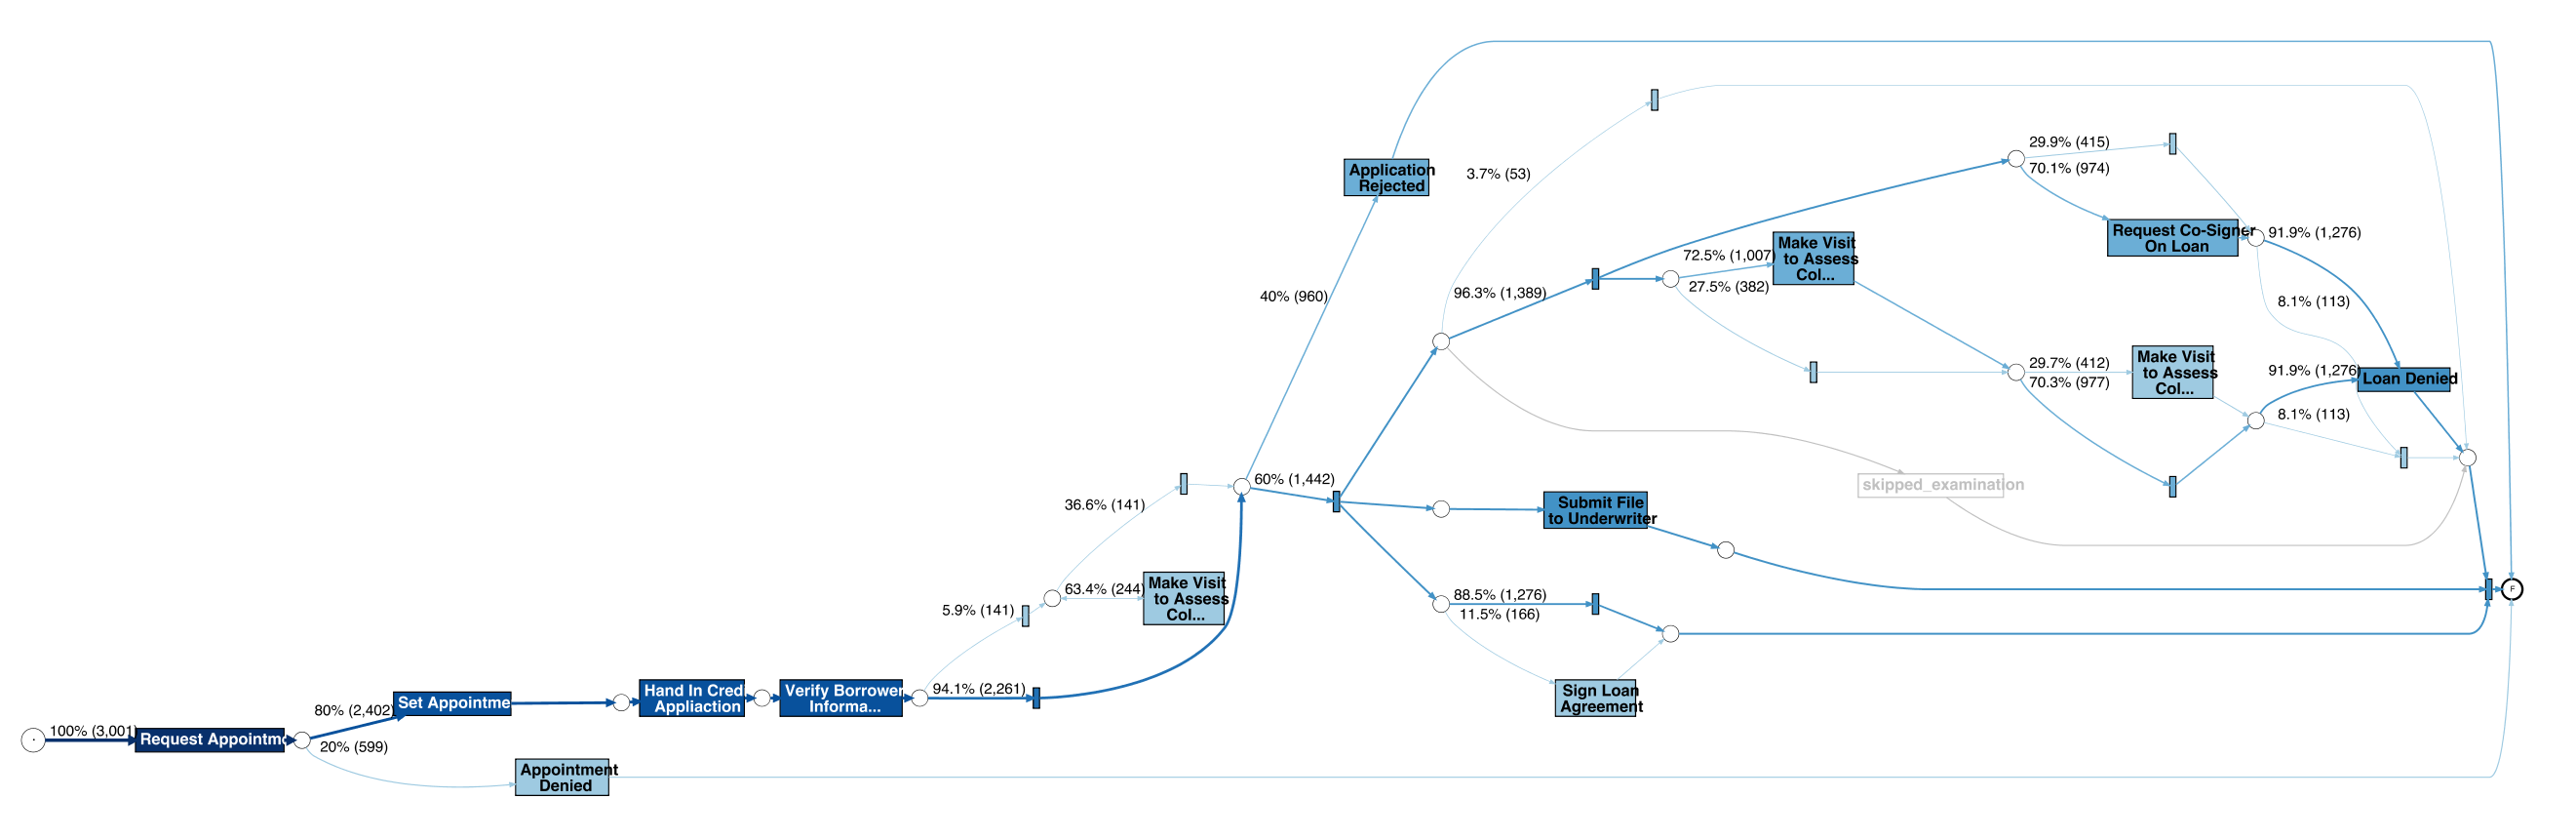 100% (3,001)
Request Appointm
80% (2,402)
20% (599)
Set Appointme
Appointment
Denied
Hand In Cred
Appliaction
Verify Borrower
Informa...
5.9% (141)
94.1% (2,261)
36.6% (141)
63.4% (244)
Make Visit
to Assess
Col...
40% (960)
60% (1,442)
Application
Rejected
3.7% (53)
96.3% (1,389)
72.5% (1,007)
27.5% (382)
Make Visit
to Assess
Col...
29.9% (415)
70.1% (974)
Request Co-Signer
On Loan
91.9% (1,276)
8.1% (113)
29.7% (412)
70.3% (977)
Make Visit
to Assess
Col...
91.9% (1,276)
8.1% (113)
Loan Denied
skipped_examination
Submit File
to Underwriter
88.5% (1,276)
11.5% (166)
Sign Loan
Agreement
F